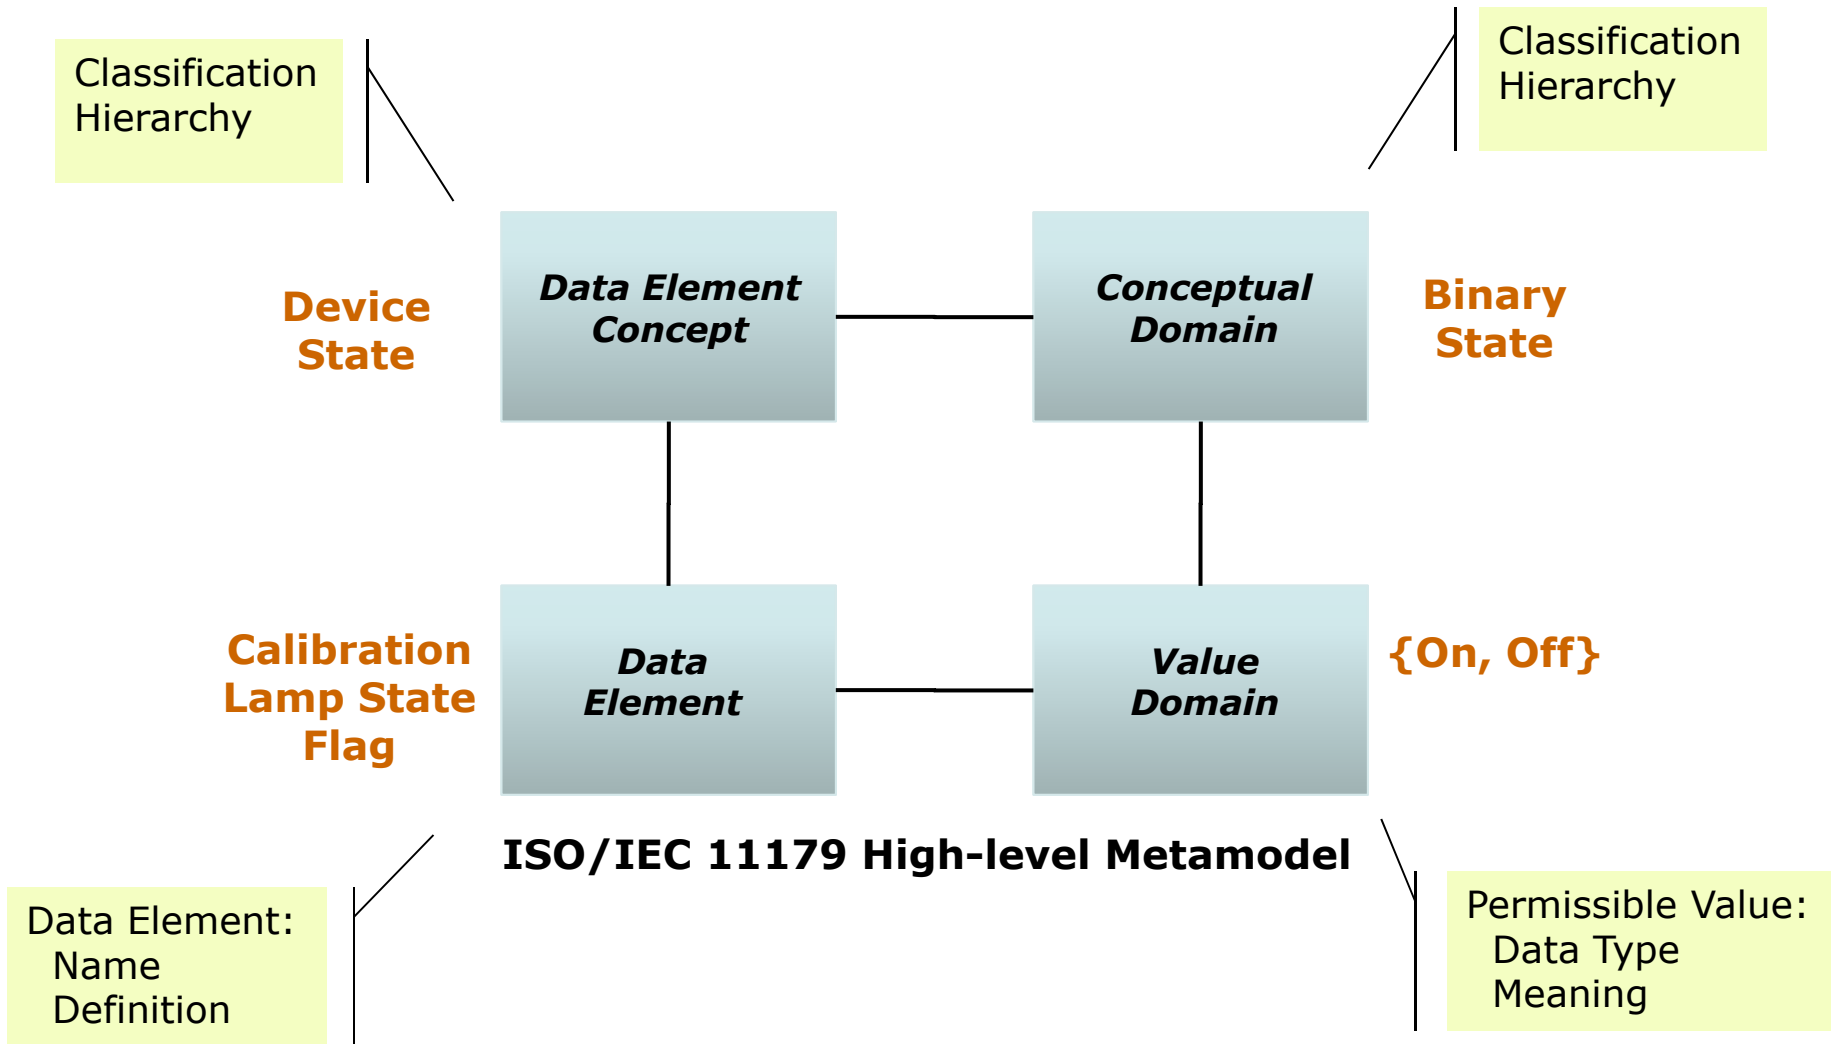 Classification
Hierarchy
Classification
Hierarchy
Device
State
Data Element
Concept
Conceptual
Domain
Binary
State
Calibration
Lamp State
Flag
Data
Element
Value
Domain
{On, Off}
ISO/IEC 11179 High-level Metamodel
Data Element:
Name
Definition
Permissible Value:
Data Type
Meaning